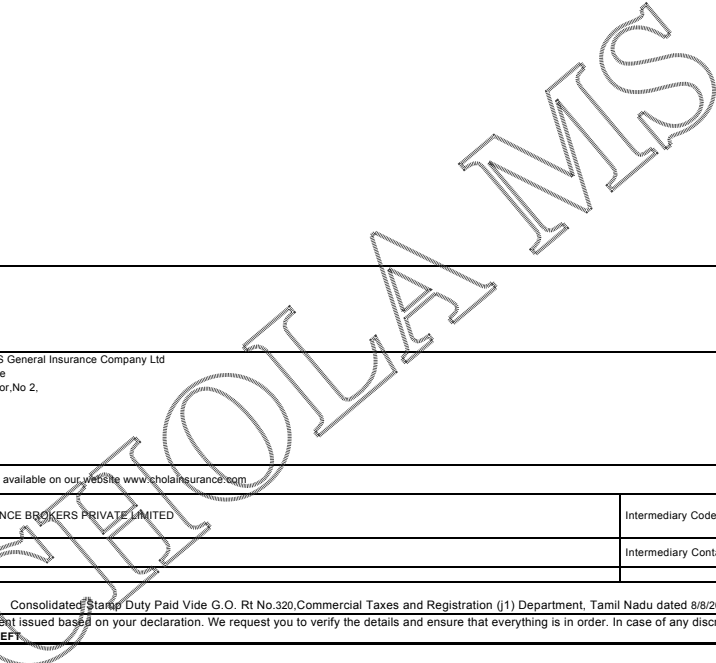 CHOLA MS
S General Insurance Company Ltd
e
or,No 2,
available on our website www.cholainsurance.com
NCE BROKERS PRIVATE LIMITED
Intermediary Code
Intermediary Conta
Consolidated Stamp Duty Paid Vide G.O. Rt No.320,Commercial Taxes and Registration (j1) Department, Tamil Nadu dated 8/8/20
ent issued based on your declaration. We request you to verify the details and ensure that everything is in order. In case of any discr
EFT